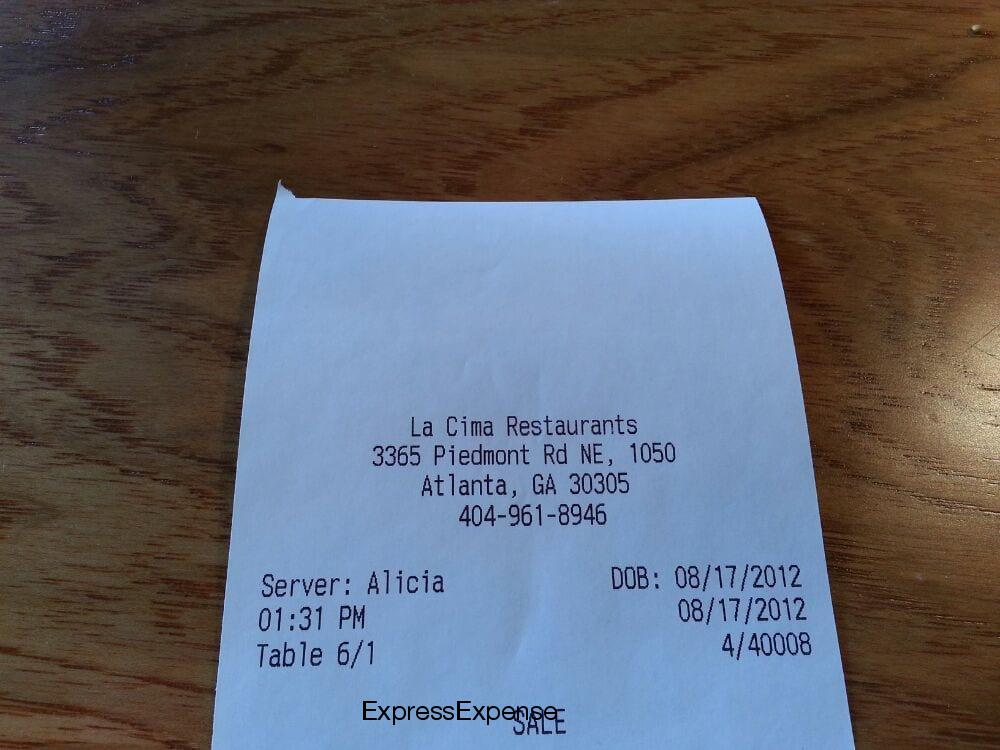 La Cima Restaurants
3365 Piedmont Rd NE, 1050
Atlanta, GA 30305
404-961-8946
Server: Alicia DOB: 08/17/2012
01:31 PM 08/17/2012
Table 6/1 4/40008
SALE
ExpressExpense